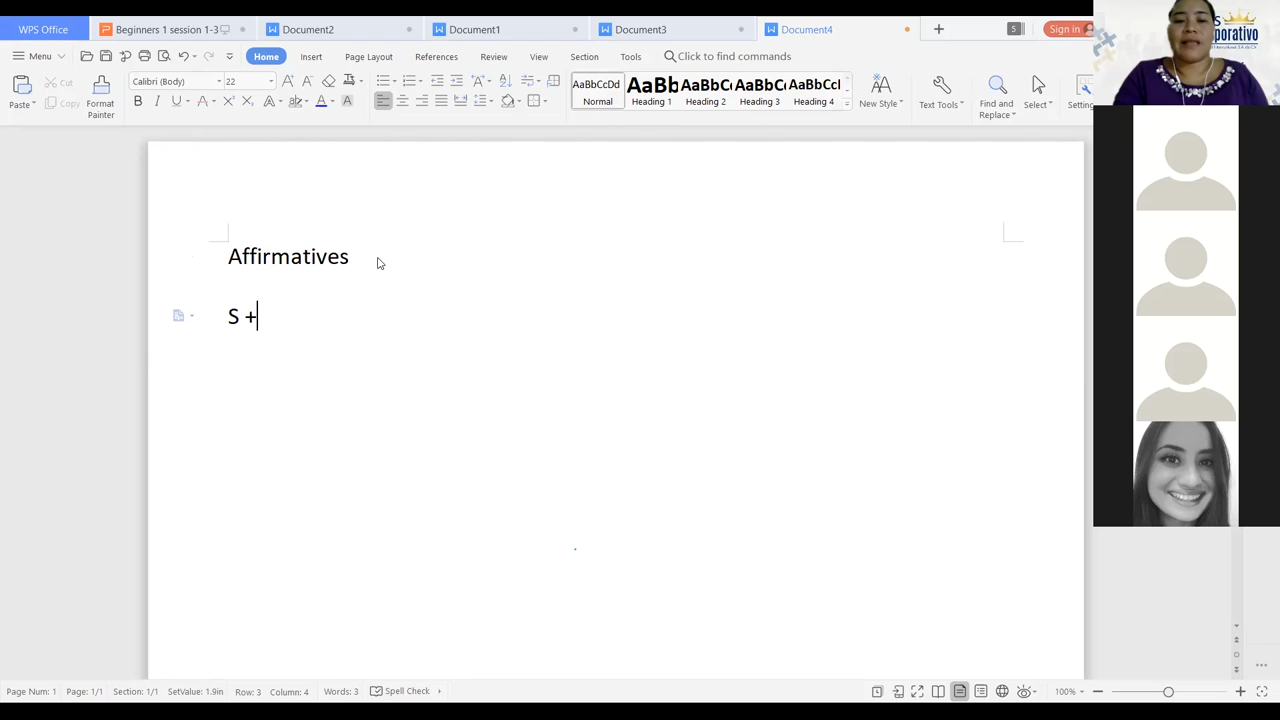 WPS Office
Beginners 1 session 1-3
Document2
Document1
Document3
Document4
S
Sign in
Menu
Home
Insert
Page Layout
References
Section
Tools
Click to find commands
Paste
Cut
Copy
Format Painter
Calibri (Body)
22
AaBbCcDd
Normal
AaBb
Heading 1
AaBbC
Heading 2
AaBbC
Heading 3
AaBbCcl
Heading 4
New Style
Text Tools
Find and Replace
Select
Setting
Affirmatives
S +
Page Num: 1
Page: 1/1
Section: 1/1
SetValue: 1.9in
Row: 3
Column: 4
Words: 3
Spell Check
100%